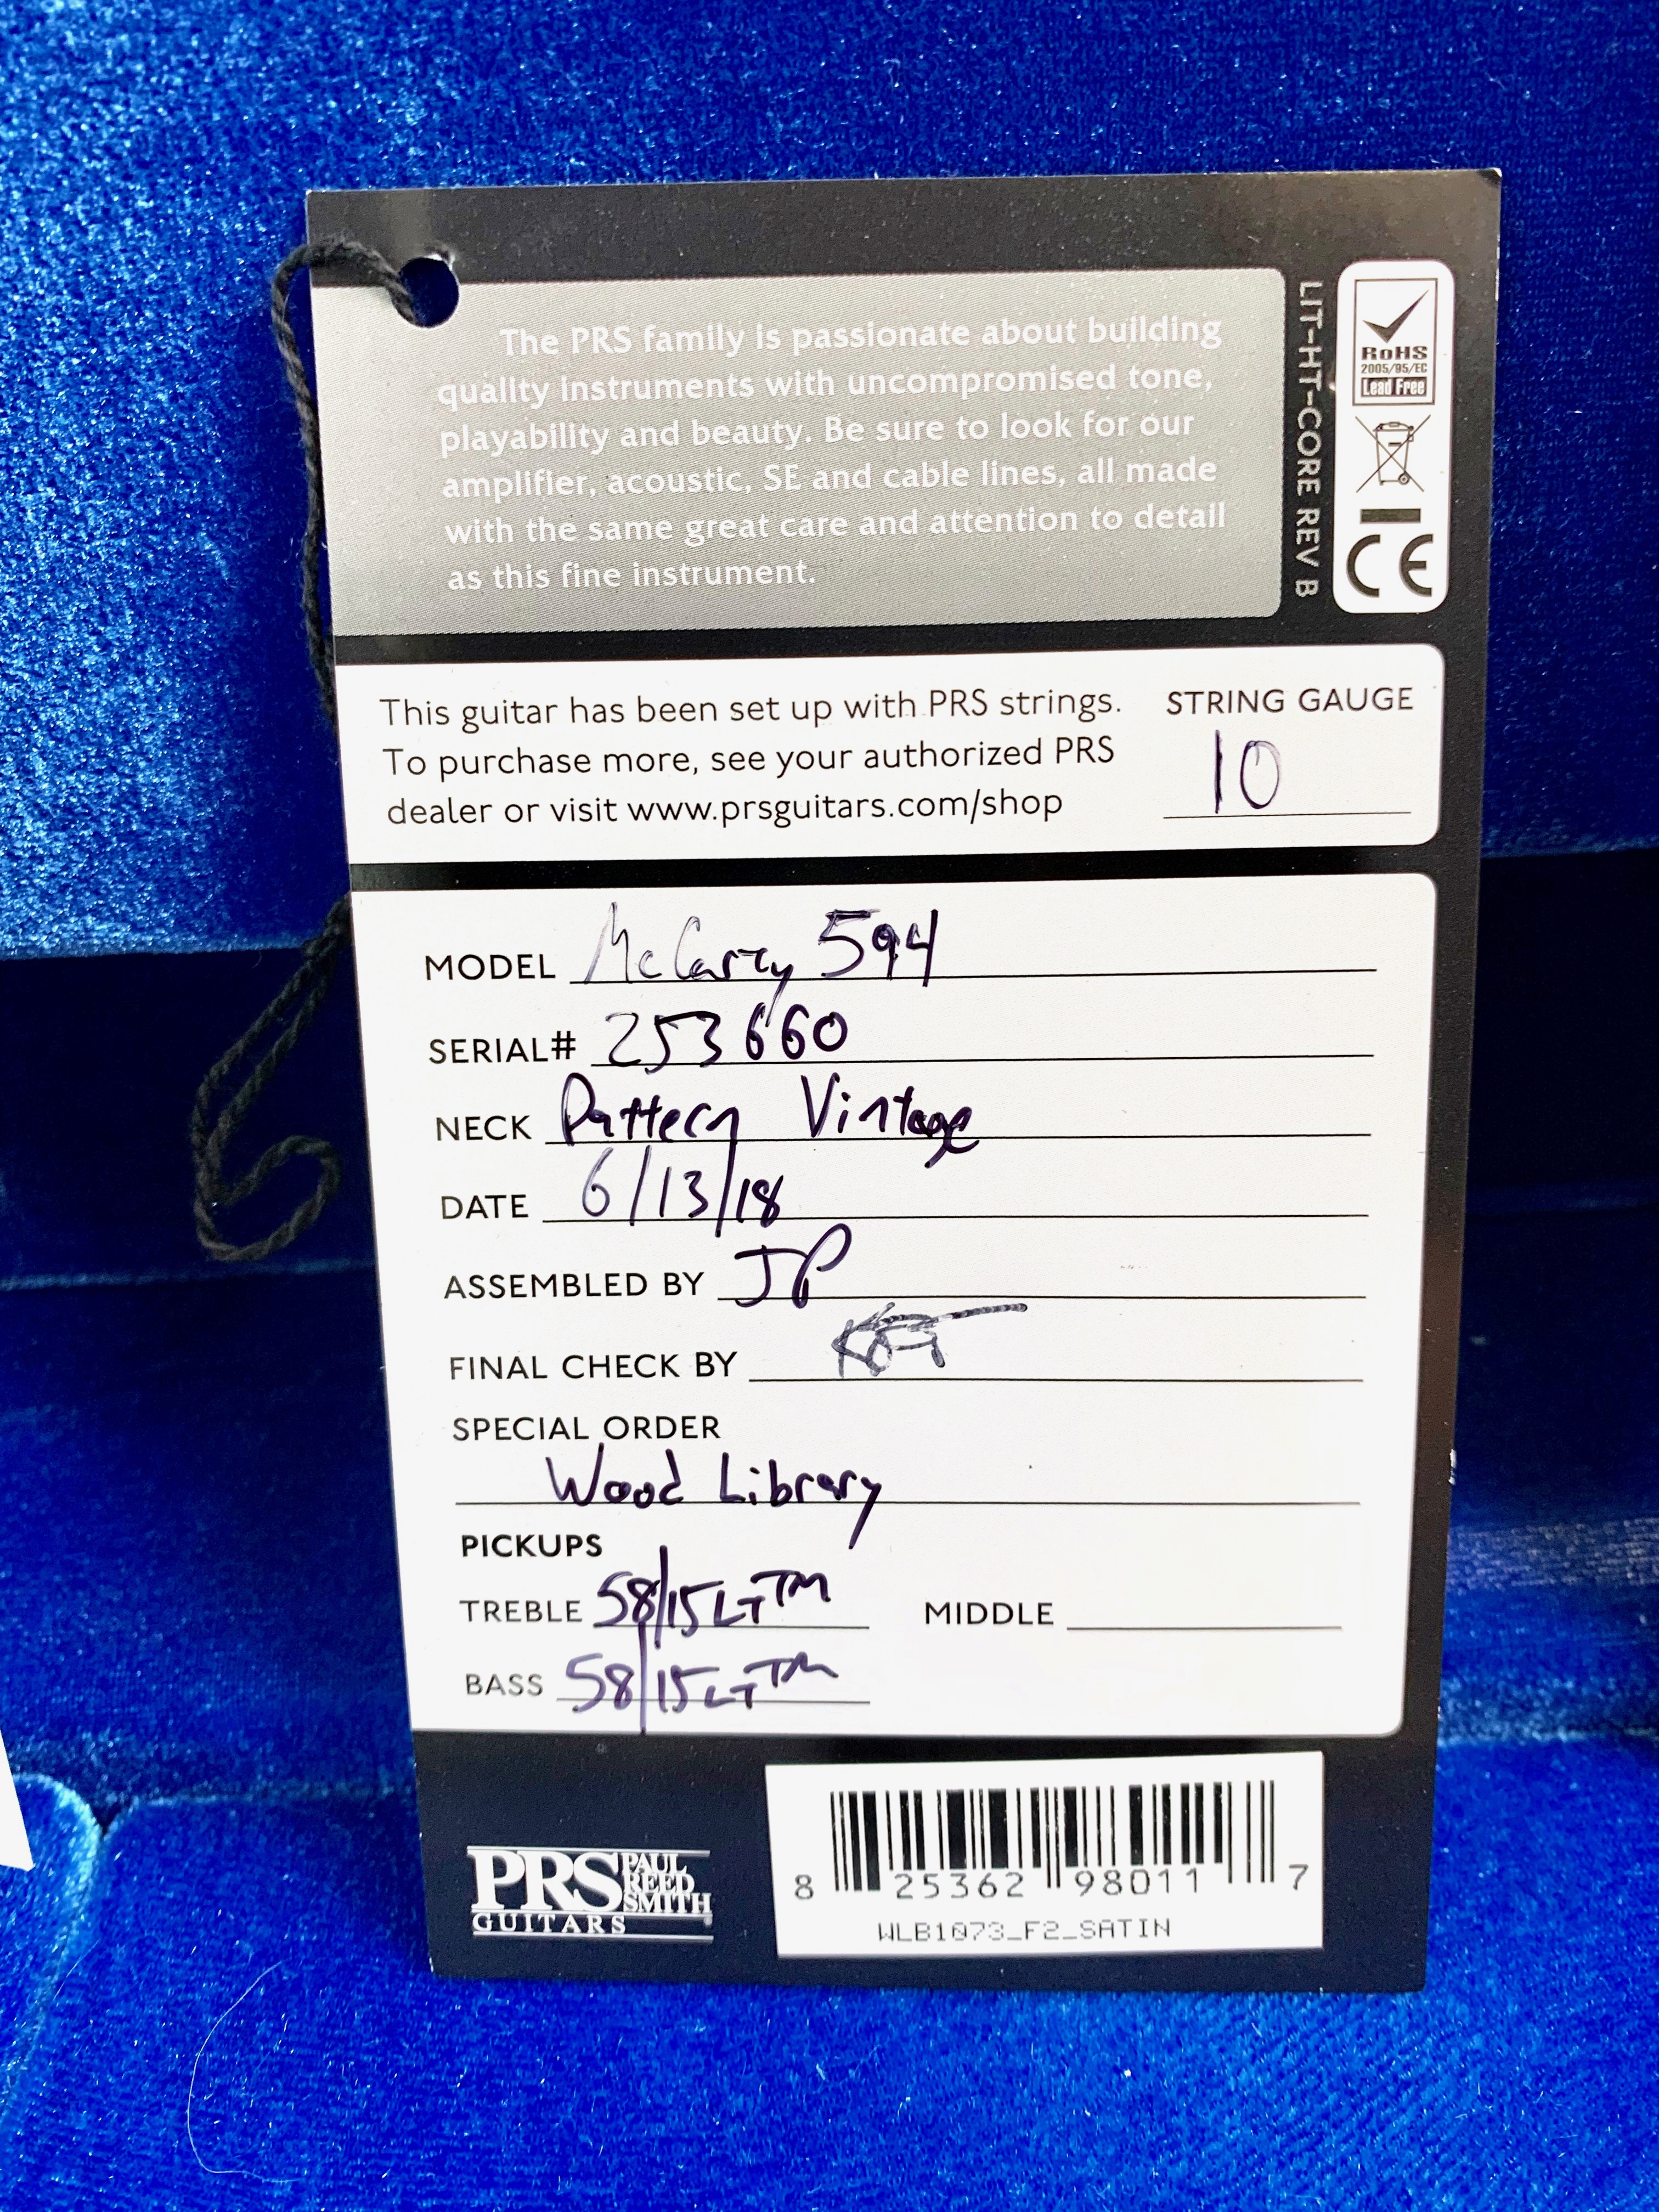 The PRS family is passionate about building
quality instruments with uncompromised tone,
playability and beauty. Be sure to look for our
amplifier, acoustic, SE and cable lines, all made
with the same great care and attention to detail
as this fine instrument.
LIT-HT-CORE REV B
RoHS
2005/95/EC
Lead Free
CE
This guitar has been set up with PRS strings.
To purchase more, see your authorized PRS
dealer or visit www.prsguitars.com/shop
STRING GAUGE
10
MODEL McCarty 594
SERIAL# 253660
NECK Pattern Vintage
DATE 6/13/18
ASSEMBLED BY JP
FINAL CHECK BY
SPECIAL ORDER
Wood Library
PICKUPS
TREBLE 58/15LT™ MIDDLE
BASS 58/15LT™
PRS PAUL
REED
SMITH
GUITARS
8 25362 98011 7
WLB1073_F2_SATIN